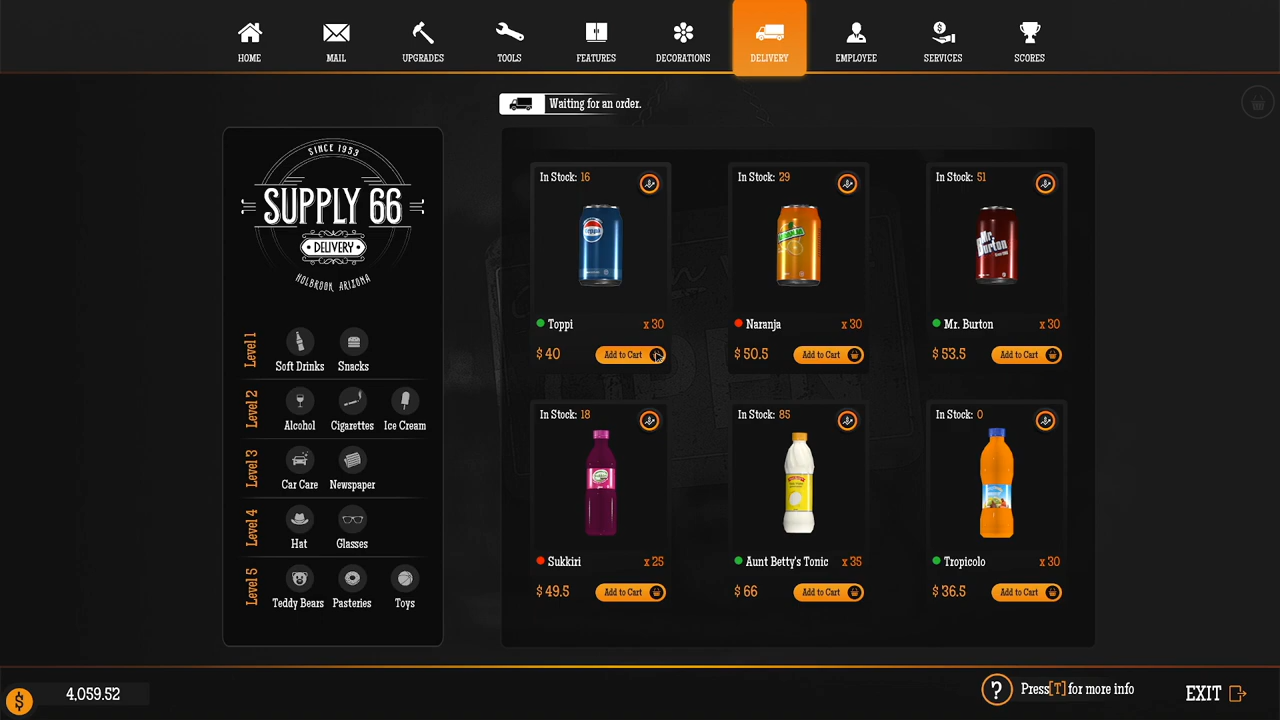 HOME MAIL UPGRADES TOOLS FEATURES DECORATIONS DELIVERY EMPLOYEE SERVICES SCORES
Waiting for an order.
SINCE 1953
SUPPLY 66
DELIVERY
HOLBROOK, ARIZONA
Level 1
Soft Drinks Snacks
Level 2
Alcohol Cigarettes Ice Cream
Level 3
Car Care Newspaper
Level 4
Hat Glasses
Level 5
Teddy Bears Pasteries Toys
In Stock: 16
Toppi x 30
$ 40 Add to Cart
In Stock: 29
Naranja x 30
$ 50.5 Add to Cart
In Stock: 51
Mr. Burton
Mr. Burton x 30
$ 53.5 Add to Cart
In Stock: 18
Sukkiri x 25
$ 49.5 Add to Cart
In Stock: 85
Aunt Betty's Tonic x 35
$ 66 Add to Cart
In Stock: 0
Tropicolo x 30
$ 36.5 Add to Cart
$ 4,059.52
? Press[T] for more info
EXIT